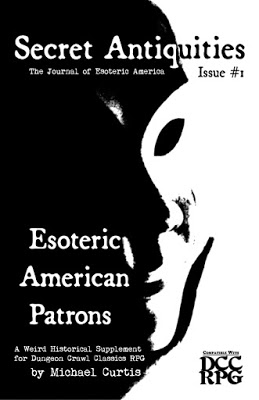 Secret Antiquities
The Journal of Esoteric America
Issue #1
Esoteric
American
Patrons
A Weird Historical Supplement
for Dungeon Crawl Classics RPG
by Michael Curtis
COMPATIBLE WITH
DCC
RPG